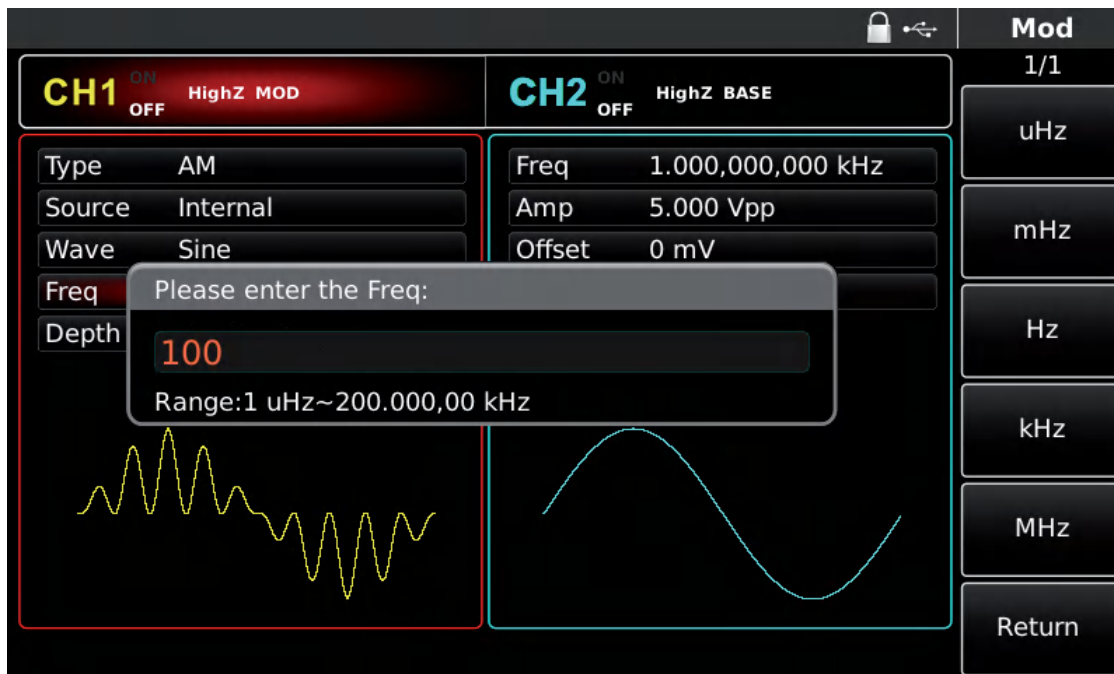 Mod
1/1
CH1 ON OFF HighZ MOD
CH2 ON OFF HighZ BASE
Type AM
Source Internal
Wave Sine
Freq
Depth
Freq 1.000,000,000 kHz
Amp 5.000 Vpp
Offset 0 mV
Please enter the Freq:
100
Range:1 uHz~200.000,00 kHz
uHz
mHz
Hz
kHz
MHz
Return